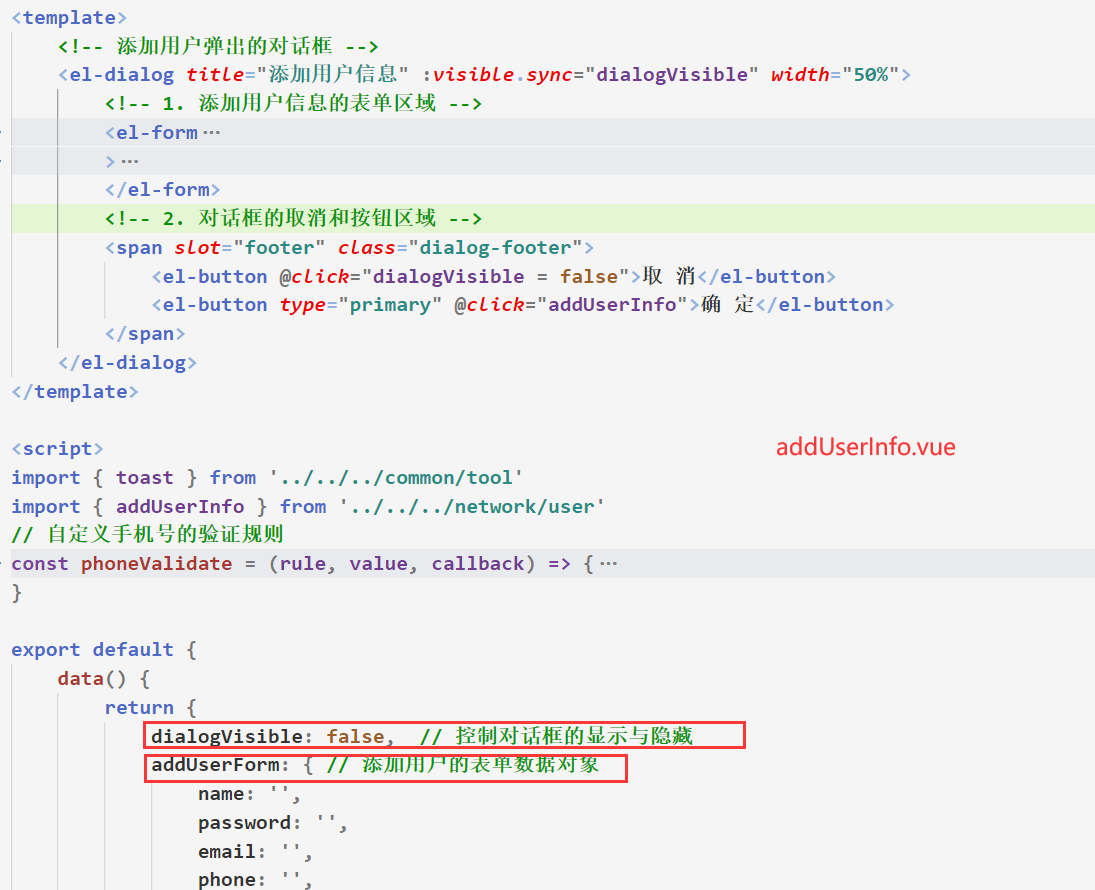 <template>
    <!-- 添加用户弹出的对话框 -->
    <el-dialog title="添加用户信息" :visible.sync="dialogVisible" width="50%">
        <!-- 1. 添加用户信息的表单区域 -->
        <el-form ···
        > ···
        </el-form>
        <!-- 2. 对话框的取消和按钮区域 -->
        <span slot="footer" class="dialog-footer">
            <el-button @click="dialogVisible = false">取 消</el-button>
            <el-button type="primary" @click="addUserInfo">确 定</el-button>
        </span>
    </el-dialog>
</template>
<script>
addUserInfo.vue
import { toast } from '../../../common/tool'
import { addUserInfo } from '../../../network/user'
// 自定义手机号的验证规则
const phoneValidate = (rule, value, callback) => { ···
}
export default {
    data() {
        return {
            dialogVisible: false,  // 控制对话框的显示与隐藏
            addUserForm: { // 添加用户的表单数据对象
                name: '',
                password: '',
                email: '',
                phone: '',